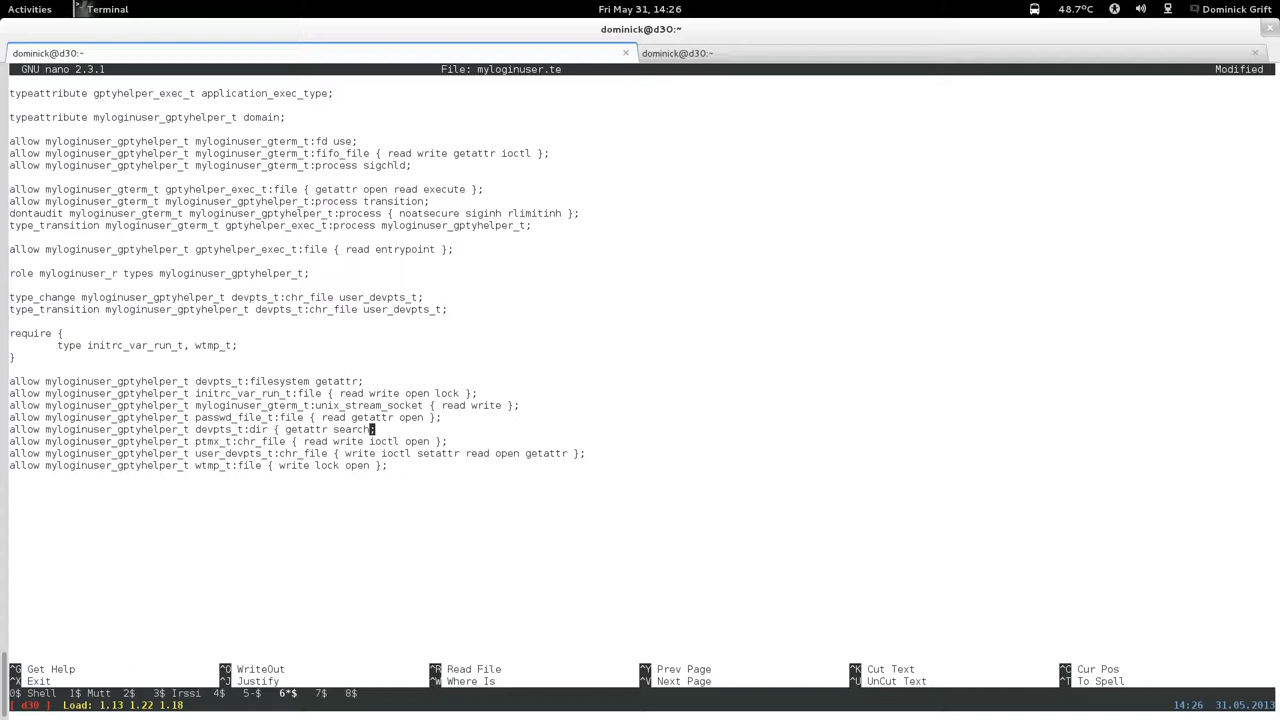 Activities Terminal Fri May 31, 14:26 48.7°C Dominick Grift
dominick@d30:~
dominick@d30:~ dominick@d30:~
GNU nano 2.3.1 File: myloginuser.te Modified
typeattribute gptyhelper_exec_t application_exec_type;
typeattribute myloginuser_gptyhelper_t domain;
allow myloginuser_gptyhelper_t myloginuser_gterm_t:fd use;
allow myloginuser_gptyhelper_t myloginuser_gterm_t:fifo_file { read write getattr ioctl };
allow myloginuser_gptyhelper_t myloginuser_gterm_t:process sigchld;
allow myloginuser_gterm_t gptyhelper_exec_t:file { getattr open read execute };
allow myloginuser_gterm_t myloginuser_gptyhelper_t:process transition;
dontaudit myloginuser_gterm_t myloginuser_gptyhelper_t:process { noatsecure siginh rlimitinh };
type_transition myloginuser_gterm_t gptyhelper_exec_t:process myloginuser_gptyhelper_t;
allow myloginuser_gptyhelper_t gptyhelper_exec_t:file { read entrypoint };
role myloginuser_r types myloginuser_gptyhelper_t;
type_change myloginuser_gptyhelper_t devpts_t:chr_file user_devpts_t;
type_transition myloginuser_gptyhelper_t devpts_t:chr_file user_devpts_t;
require {
type initrc_var_run_t, wtmp_t;
}
allow myloginuser_gptyhelper_t devpts_t:filesystem getattr;
allow myloginuser_gptyhelper_t initrc_var_run_t:file { read write open lock };
allow myloginuser_gptyhelper_t myloginuser_gterm_t:unix_stream_socket { read write };
allow myloginuser_gptyhelper_t passwd_file_t:file { read getattr open };
allow myloginuser_gptyhelper_t devpts_t:dir { getattr search;
allow myloginuser_gptyhelper_t ptmx_t:chr_file { read write ioctl open };
allow myloginuser_gptyhelper_t user_devpts_t:chr_file { write ioctl setattr read open getattr };
allow myloginuser_gptyhelper_t wtmp_t:file { write lock open };
^G Get Help ^O WriteOut ^R Read File ^Y Prev Page ^K Cut Text ^C Cur Pos
^X Exit ^J Justify ^W Where Is ^V Next Page ^U UnCut Text ^T To Spell
0$ Shell 1$ Mutt 2$ 3$ Irssi 4$ 5-$ 6*$ 7$ 8$
[ d30 ] Load: 1.13 1.22 1.18 14:26 31.05.2013